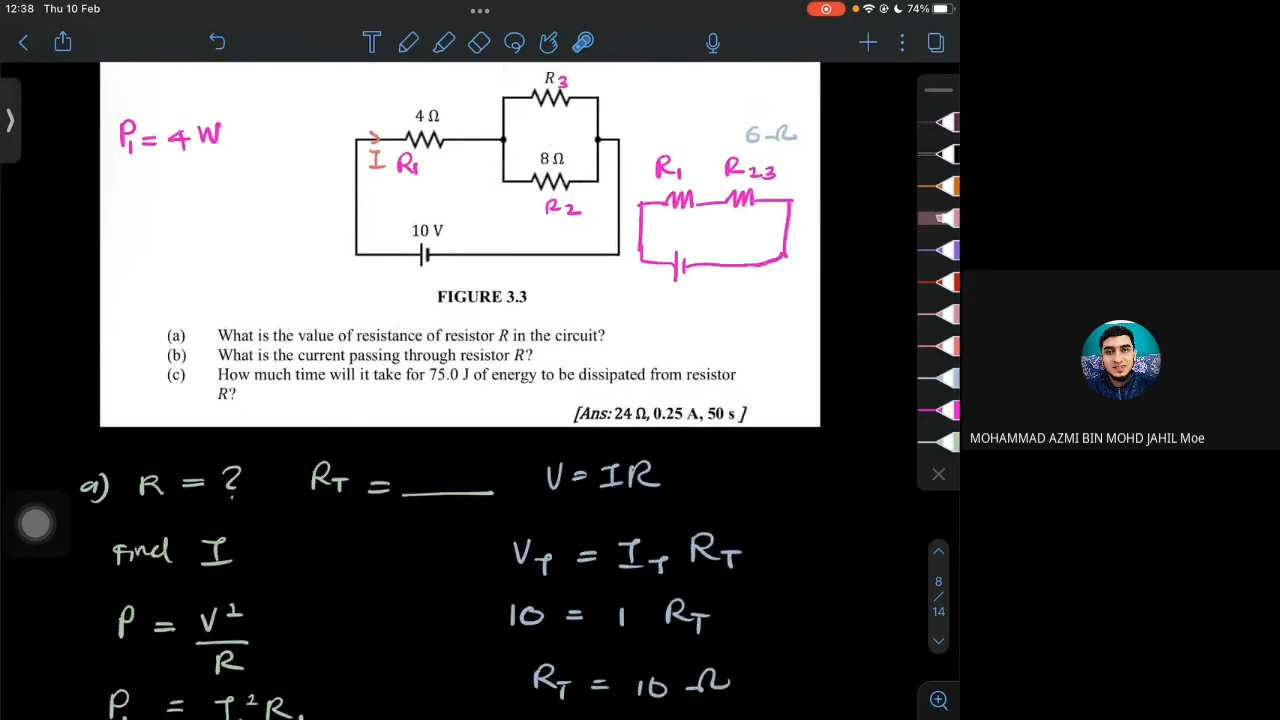 12:38 Thu 10 Feb
74%
P1 = 4 W
R 3
4 Ω
I R1
8 Ω
R2
10 V
6 Ω
R1 R23
FIGURE 3.3
(a) What is the value of resistance of resistor R in the circuit?
(b) What is the current passing through resistor R?
(c) How much time will it take for 75.0 J of energy to be dissipated from resistor
R?
[Ans: 24 Ω, 0.25 A, 50 s ]
a) R = ? RT = ____ V = IR
find I
VT = IT RT
P = V²/R
10 = 1 RT
RT = 10 Ω
P1 = I1²R1
8
/
14
MOHAMMAD AZMI BIN MOHD JAHIL Moe